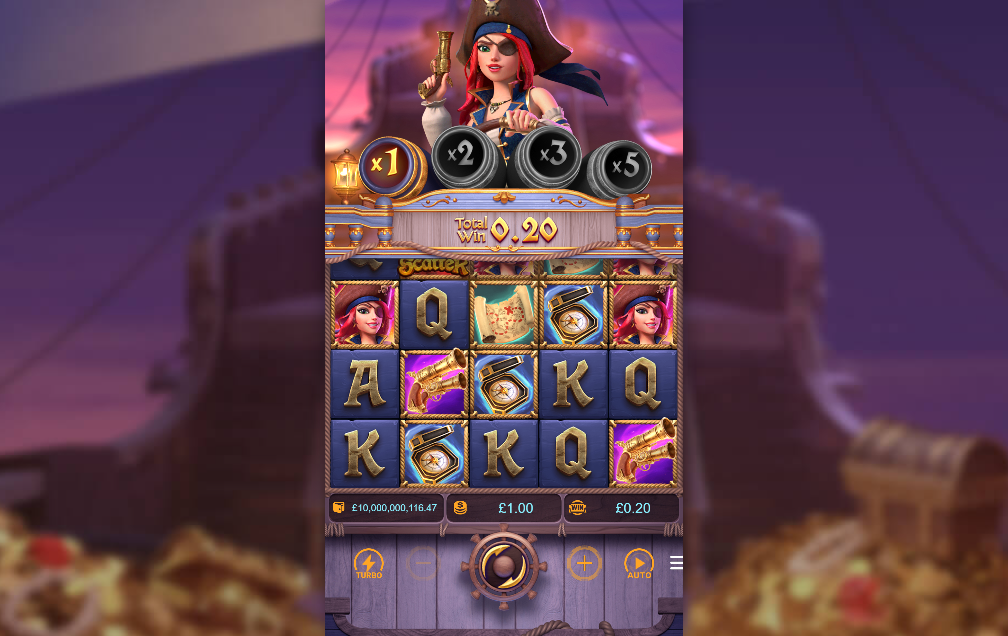 x1
x2
x3
x5
Total
Win 0.20
Scatter
Q
A
K
Q
K
K
Q
£10,000,000,116.47
£1.00
WIN
£0.20
TURBO
AUTO